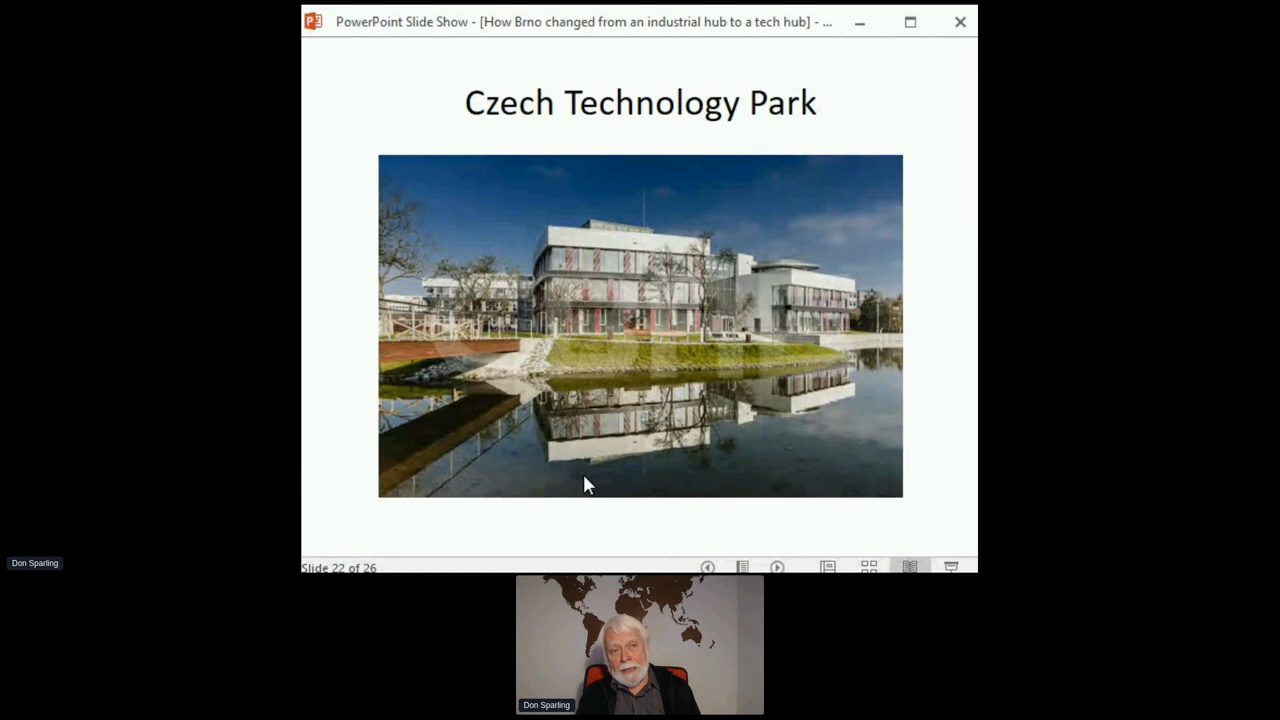 PowerPoint Slide Show - [How Brno changed from an industrial hub to a tech hub] - ...
Czech Technology Park
Slide 22 of 26
Don Sparling
Don Sparling